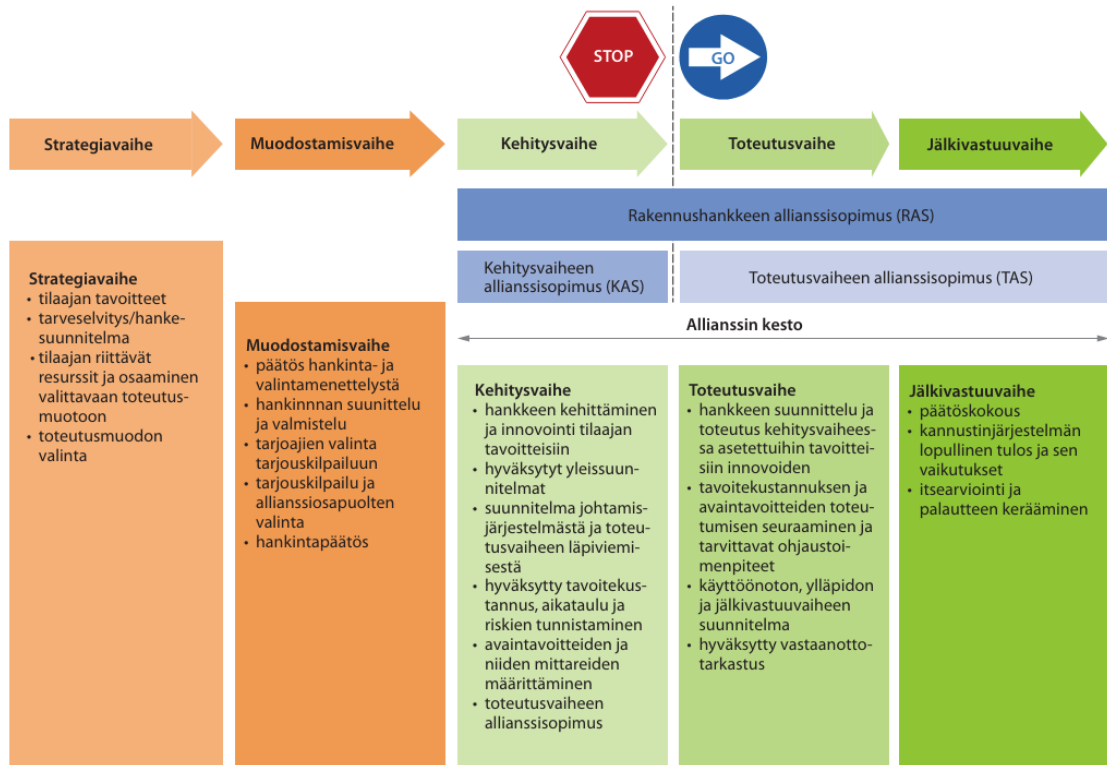 STOP
GO
Strategiavaihe
Muodostamisvaihe
Kehitysvaihe
Toteutusvaihe
Jälkivastuuvaihe
Rakennushankkeen allianssisopimus (RAS)
Kehitysvaiheen
allianssisopimus (KAS)
Toteutusvaiheen allianssisopimus (TAS)
Allianssin kesto
Strategiavaihe
• tilaajan tavoitteet
• tarveselvitys/hanke-
suunnitelma
• tilaajan riittävät
resurssit ja osaaminen
valittavaan toteutus-
muotoon
• toteutusmuodon
valinta
Muodostamisvaihe
• päätös hankinta- ja
valintamenettelystä
• hankinnnan suunittelu
ja valmistelu
• tarjoajien valinta
tarjouskilpailuun
• tarjouskilpailu ja
allianssiosapuolten
valinta
• hankintapäätös
Kehitysvaihe
• hankkeen kehittäminen
ja innovointi tilaajan
tavoitteisiin
• hyväksytyt yleissuun-
nitelmat
• suunnitelma johtamis-
järjestelmästä ja toteu-
tusvaiheen läpiviemi-
sestä
• hyväksytty tavoitekus-
tannus, aikataulu ja
riskien tunnistaminen
• avaintavoitteiden ja
niiden mittareiden
määrittäminen
• toteutusvaiheen
allianssisopimus
Toteutusvaihe
• hankkeen suunnittelu ja
toteutus kehitysvaihees-
sa asetettuihin tavoittei-
siin innovoiden
• tavoitekustannuksen ja
avaintavoitteiden toteu-
tumisen seuraaminen ja
tarvittavat ohjaustoi-
menpiteet
• käyttöönoton, ylläpidon
ja jälkivastuuvaiheen
suunnitelma
• hyväksytty vastaanotto-
tarkastus
Jälkivastuuvaihe
• päätöskokous
• kannustinjärjestelmän
lopullinen tulos ja sen
vaikutukset
• itsearviointi ja
palautteen kerääminen